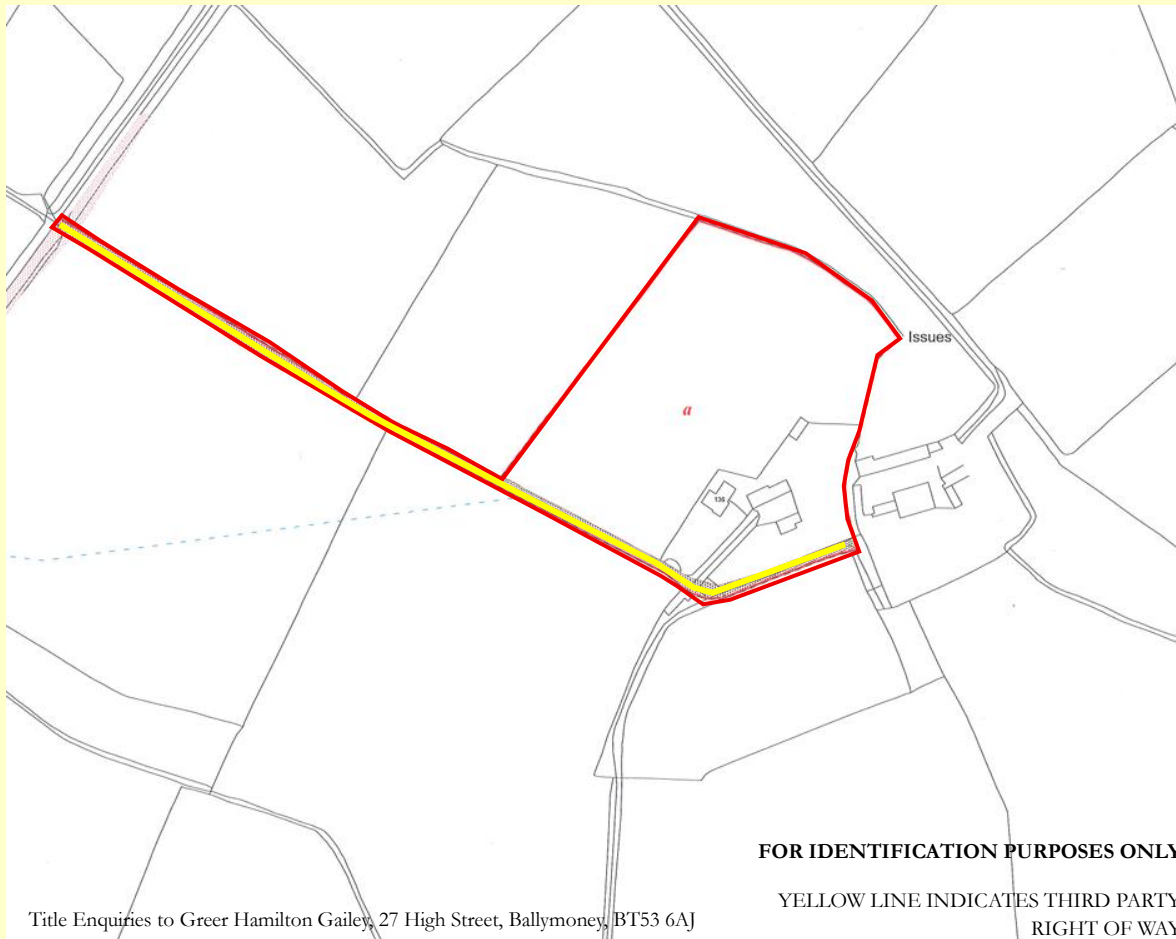 Issues
a
136
FOR IDENTIFICATION PURPOSES ONLY
YELLOW LINE INDICATES THIRD PARTY
RIGHT OF WAY
Title Enquiries to Greer Hamilton Gailey, 27 High Street, Ballymoney, BT53 6AJ